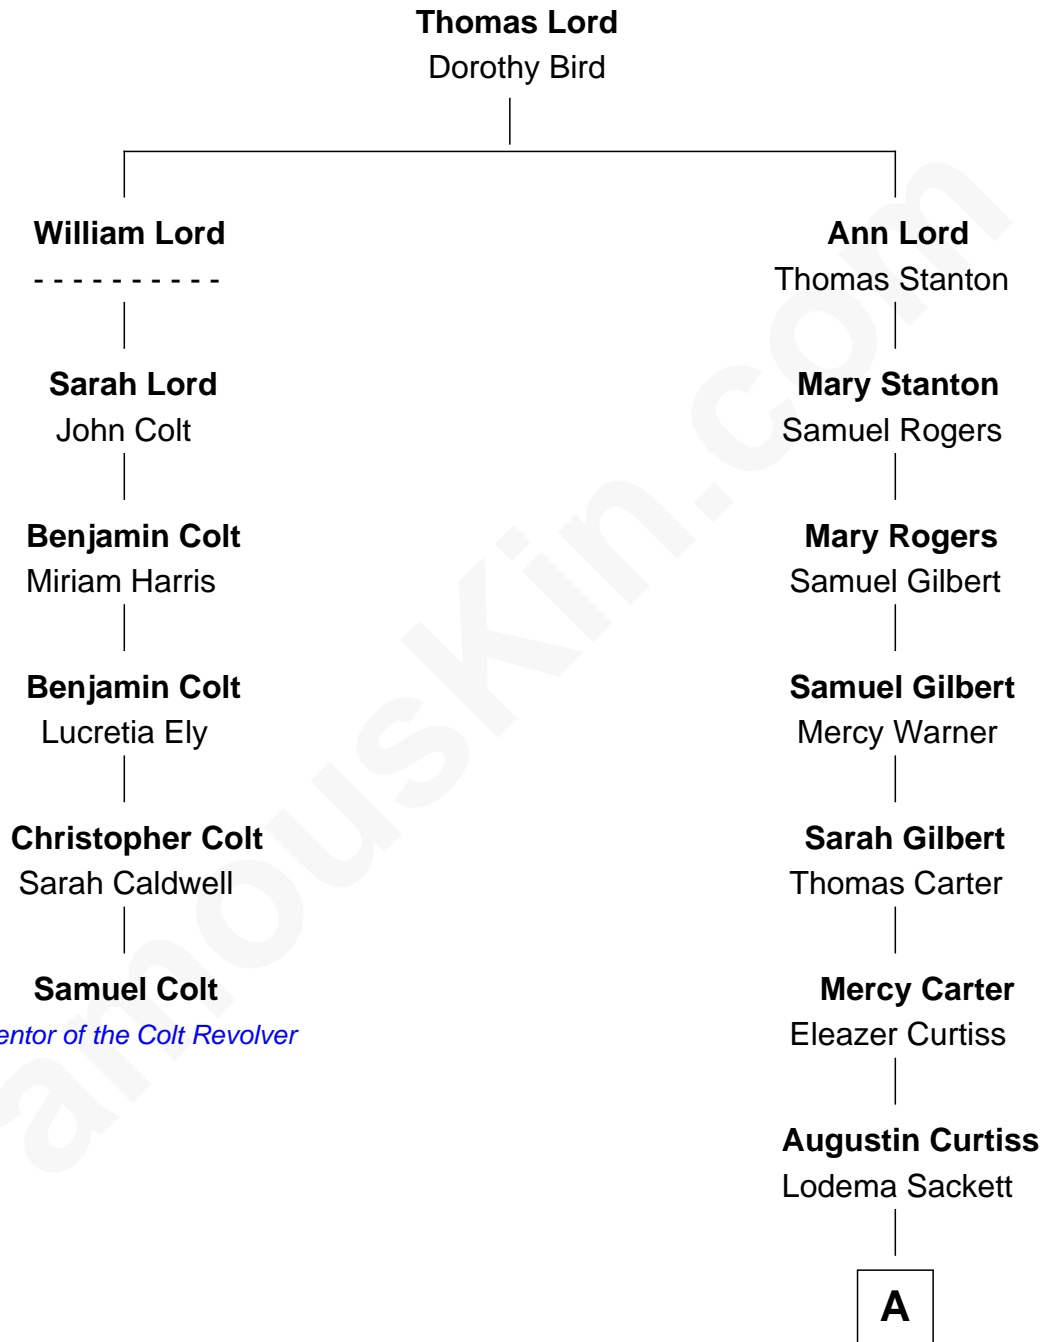 Thomas Lord
Dorothy Bird
William Lord
- - - - - - - - - -
Sarah Lord
John Colt
Benjamin Colt
Miriam Harris
Benjamin Colt
Lucretia Ely
Christopher Colt
Sarah Caldwell
Samuel Colt
entor of the Colt Revolver
Ann Lord
Thomas Stanton
Mary Stanton
Samuel Rogers
Mary Rogers
Samuel Gilbert
Samuel Gilbert
Mercy Warner
Sarah Gilbert
Thomas Carter
Mercy Carter
Eleazer Curtiss
Augustin Curtiss
Lodema Sackett
A
amousKin.com